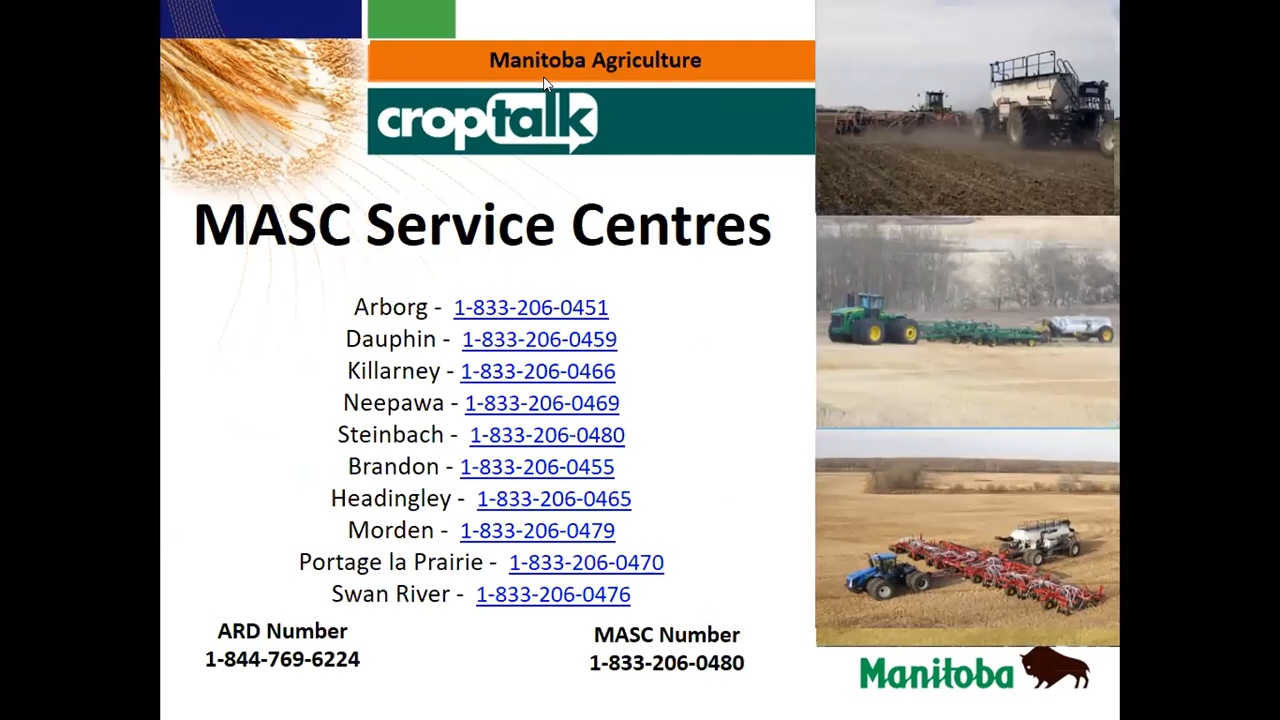 Manitoba Agriculture
croptalk
MASC Service Centres
Arborg - 1-833-206-0451
Dauphin - 1-833-206-0459
Killarney - 1-833-206-0466
Neepawa - 1-833-206-0469
Steinbach - 1-833-206-0480
Brandon - 1-833-206-0455
Headingley - 1-833-206-0465
Morden - 1-833-206-0479
Portage la Prairie - 1-833-206-0470
Swan River - 1-833-206-0476
ARD Number
1-844-769-6224
MASC Number
1-833-206-0480
Manitoba